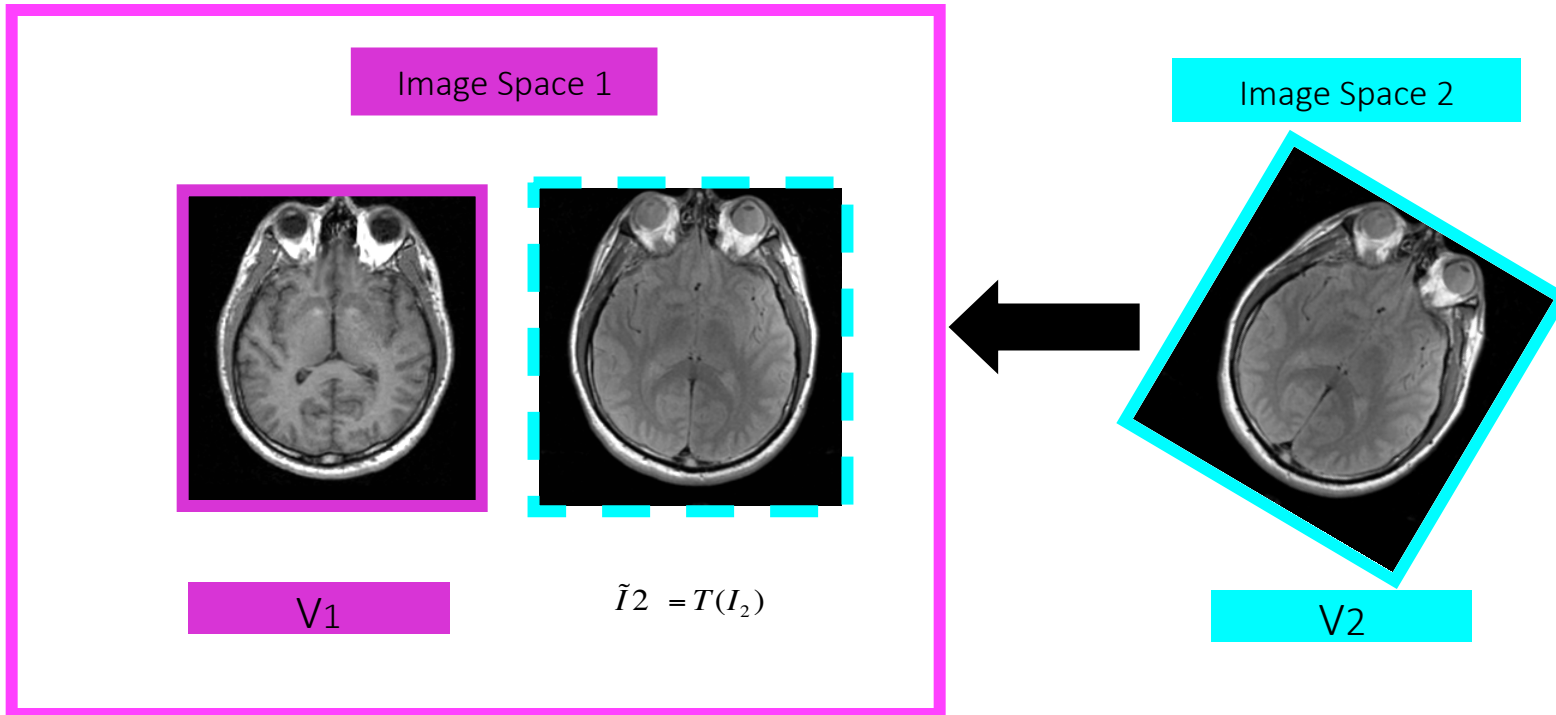 Image Space 1
Image Space 2
V1
Ĩ2 = T(I₂)
V2